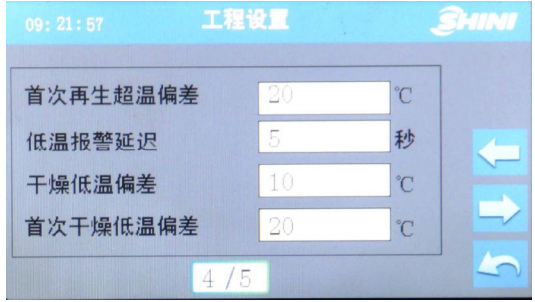 09:21:57 工程设置 SHINI
首次再生超温偏差 20 ℃
低温报警延迟 5 秒
干燥低温偏差 10 ℃
首次干燥低温偏差 20 ℃
4/5